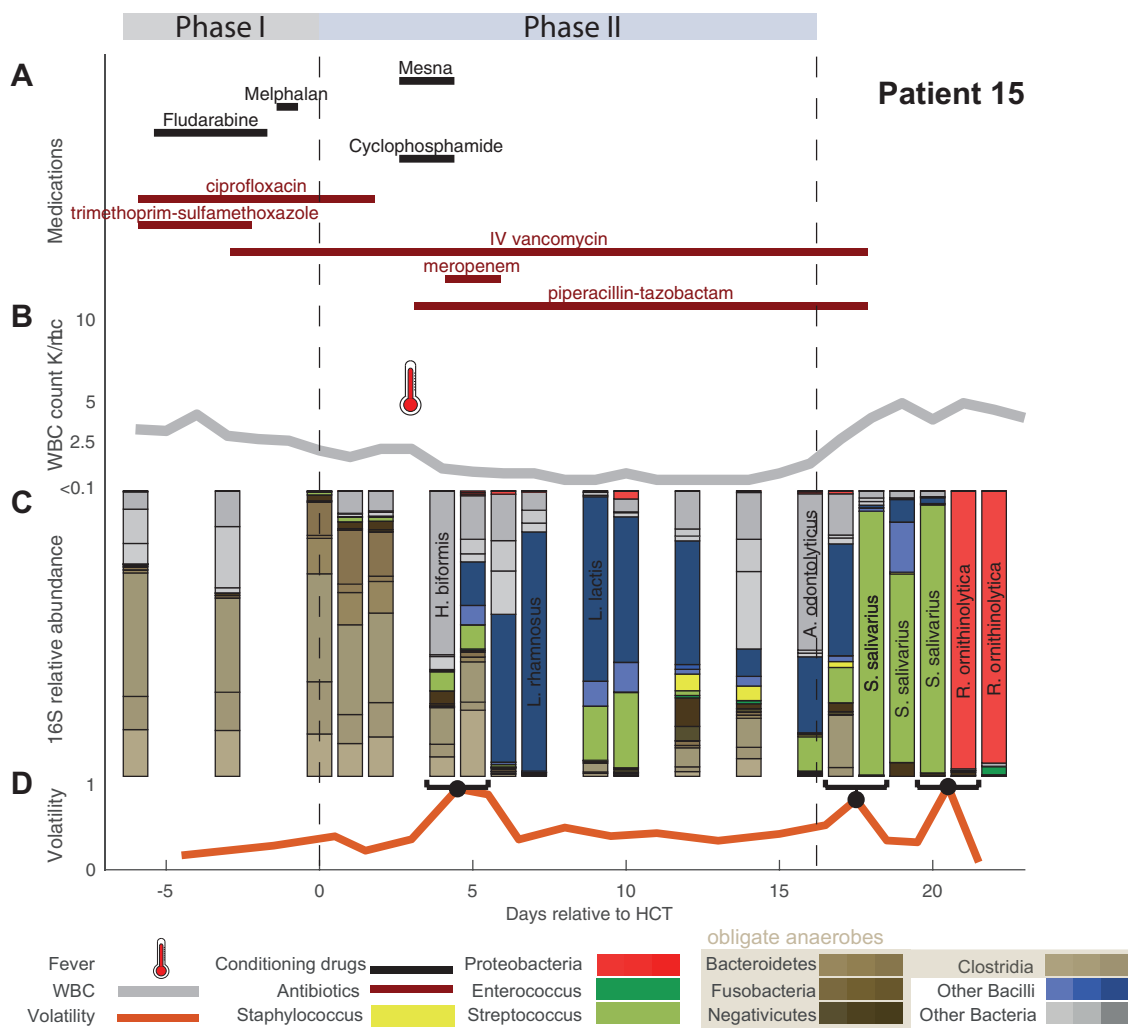 Phase I Phase II
A
Patient 15
Mesna
Melphalan
Fludarabine
Cyclophosphamide
ciprofloxacin
trimethoprim-sulfamethoxazole
IV vancomycin
meropenem
piperacillin-tazobactam
Medications
B
WBC count
10
5
2.5
<0.1
C
16S relative abundance
H. biformis
L. rhamnosus
L. lactis
A. odontolyticus
S. salivarius
S. salivarius
S. salivarius
R. ornithinolytica
R. ornithinolytica
D
Volatility
1
0
-5 0 5 10 15 20
Days relative to HCT
obligate anaerobes
Fever Conditioning drugs Proteobacteria Bacteroidetes Clostridia
WBC Antibiotics Enterococcus Fusobacteria Other Bacilli
Volatility Staphylococcus Streptococcus Negativicutes Other Bacteria